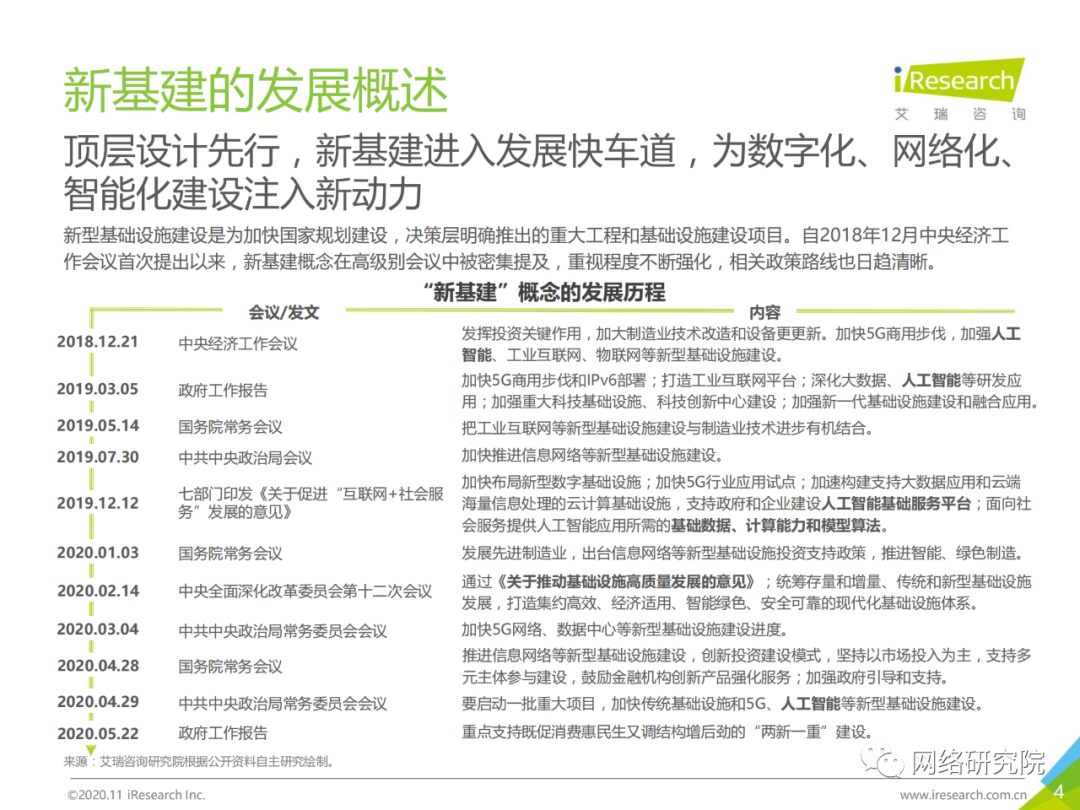 新基建的发展概述
iResearch
艾 瑞 咨 询
顶层设计先行，新基建进入发展快车道，为数字化、网络化、
智能化建设注入新动力
新型基础设施建设是为加快国家规划建设，决策层明确推出的重大工程和基础设施建设项目。自2018年12月中央经济工
作会议首次提出以来，新基建概念在高级别会议中被密集提及，重视程度不断强化，相关政策路线也日趋清晰。
“新基建”概念的发展历程
会议/发文 内容
2018.12.21 中央经济工作会议 发挥投资关键作用，加大制造业技术改造和设备更更新。加快5G商用步伐，加强人工
智能、工业互联网、物联网等新型基础设施建设。
2019.03.05 政府工作报告 加快5G商用步伐和IPv6部署；打造工业互联网平台；深化大数据、人工智能等研发应
用；加强重大科技基础设施、科技创新中心建设；加强新一代基础设施建设和融合应用。
2019.05.14 国务院常务会议 把工业互联网等新型基础设施建设与制造业技术进步有机结合。
2019.07.30 中共中央政治局会议 加快推进信息网络等新型基础设施建设。
2019.12.12 七部门印发《关于促进“互联网+社会服
务”发展的意见》
加快布局新型数字基础设施；加快5G行业应用试点；加速构建支持大数据应用和云端
海量信息处理的云计算基础设施，支持政府和企业建设人工智能基础服务平台；面向社
会服务提供人工智能应用所需的基础数据、计算能力和模型算法。
2020.01.03 国务院常务会议 发展先进制造业，出台信息网络等新型基础设施投资支持政策，推进智能、绿色制造。
2020.02.14 中央全面深化改革委员会第十二次会议 通过《关于推动基础设施高质量发展的意见》；统筹存量和增量、传统和新型基础设施
发展，打造集约高效、经济适用、智能绿色、安全可靠的现代化基础设施体系。
2020.03.04 中共中央政治局常务委员会会议 加快5G网络、数据中心等新型基础设施建设进度。
2020.04.28 国务院常务会议 推进信息网络等新型基础设施建设，创新投资建设模式，坚持以市场投入为主，支持多
元主体参与建设，鼓励金融机构创新产品强化服务；加强政府引导和支持。
2020.04.29 中共中央政治局常务委员会会议 要启动一批重大项目，加快传统基础设施和5G、人工智能等新型基础设施建设。
2020.05.22 政府工作报告 重点支持既促消费惠民生又调结构增后劲的“两新一重”建设。
来源：艾瑞咨询研究院根据公开资料自主研究绘制。
网络研究院
©2020.11 iResearch Inc. www.iresearch.com.cn 4